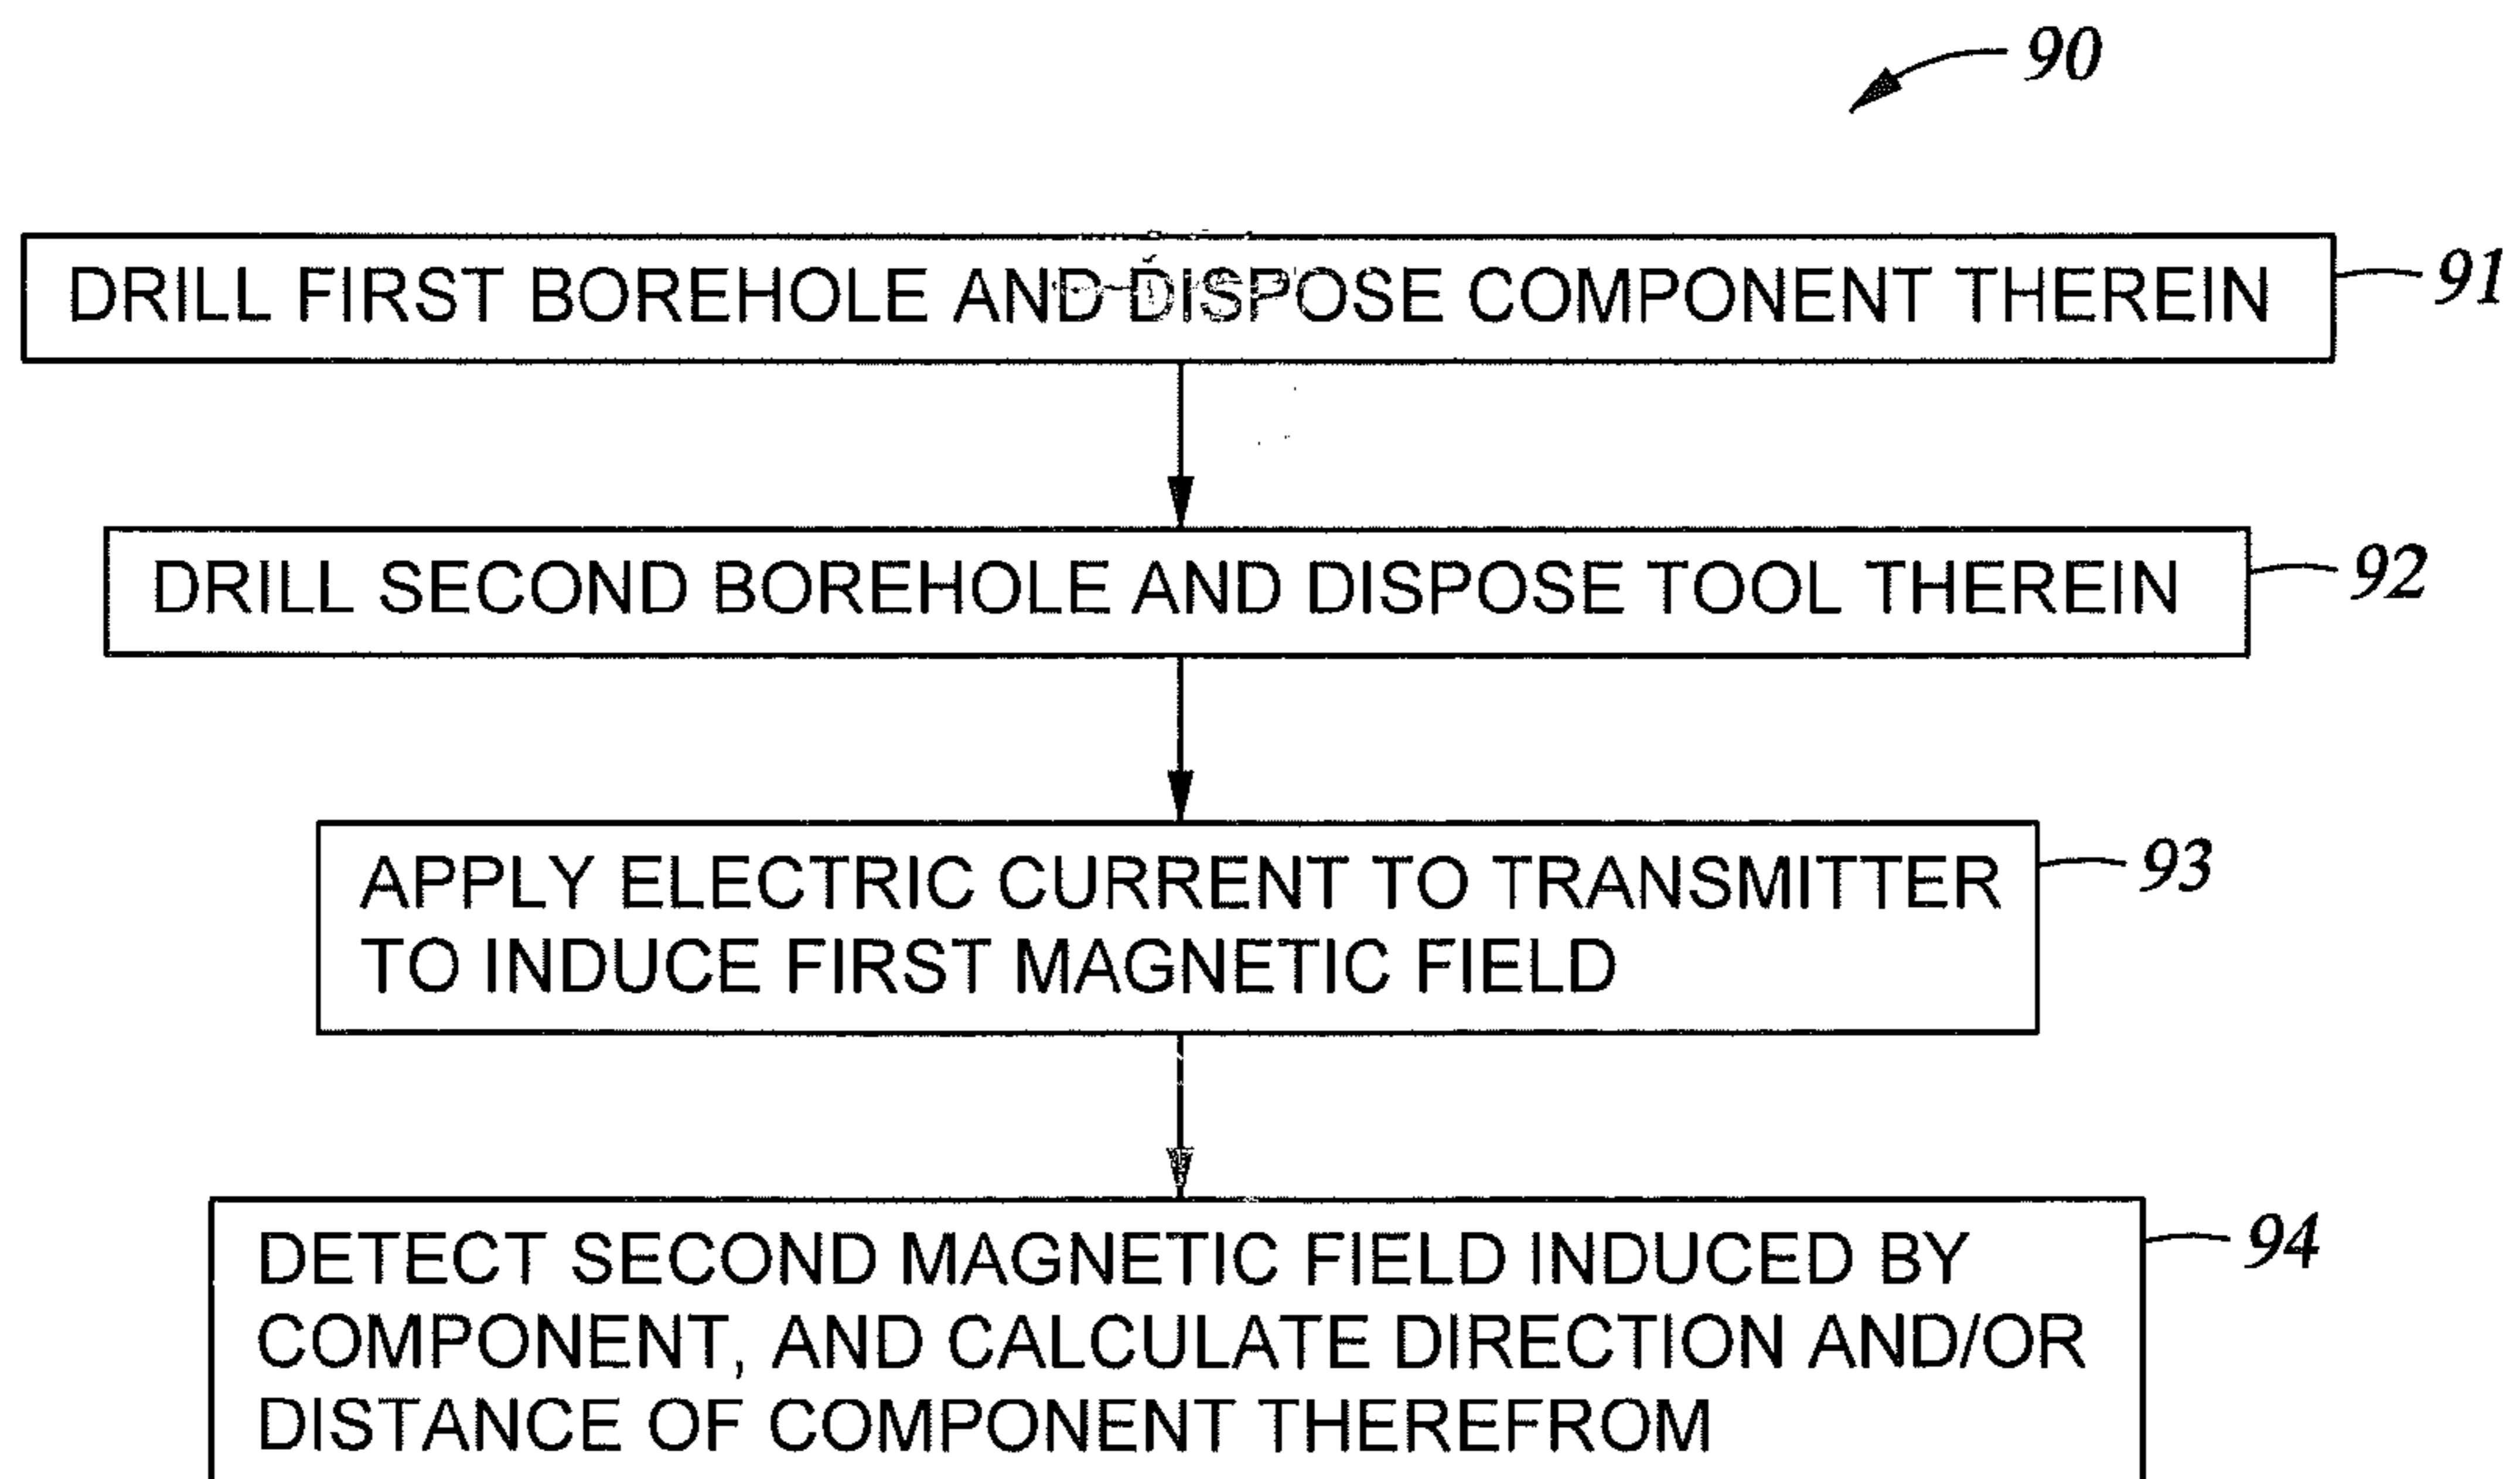 90
DRILL FIRST BOREHOLE AND DISPOSE COMPONENT THEREIN
91
DRILL SECOND BOREHOLE AND DISPOSE TOOL THEREIN
92
APPLY ELECTRIC CURRENT TO TRANSMITTER
TO INDUCE FIRST MAGNETIC FIELD
93
DETECT SECOND MAGNETIC FIELD INDUCED BY
COMPONENT, AND CALCULATE DIRECTION AND/OR
DISTANCE OF COMPONENT THEREFROM
94